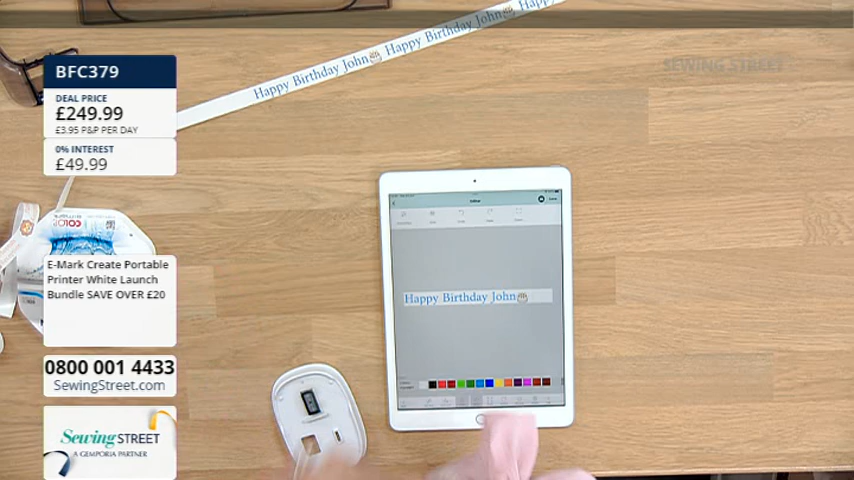 Happy Birthday John Happy Birthday John Happy
SEWING STREET
BFC379
DEAL PRICE
£249.99
£3.95 P&P PER DAY
0% INTEREST
£49.99
COLOP
E-Mark Create Portable
Printer White Launch
Bundle SAVE OVER £20
Happy Birthday John
0800 001 4433
SewingStreet.com
Sewing STREET
A GEMPORIA PARTNER